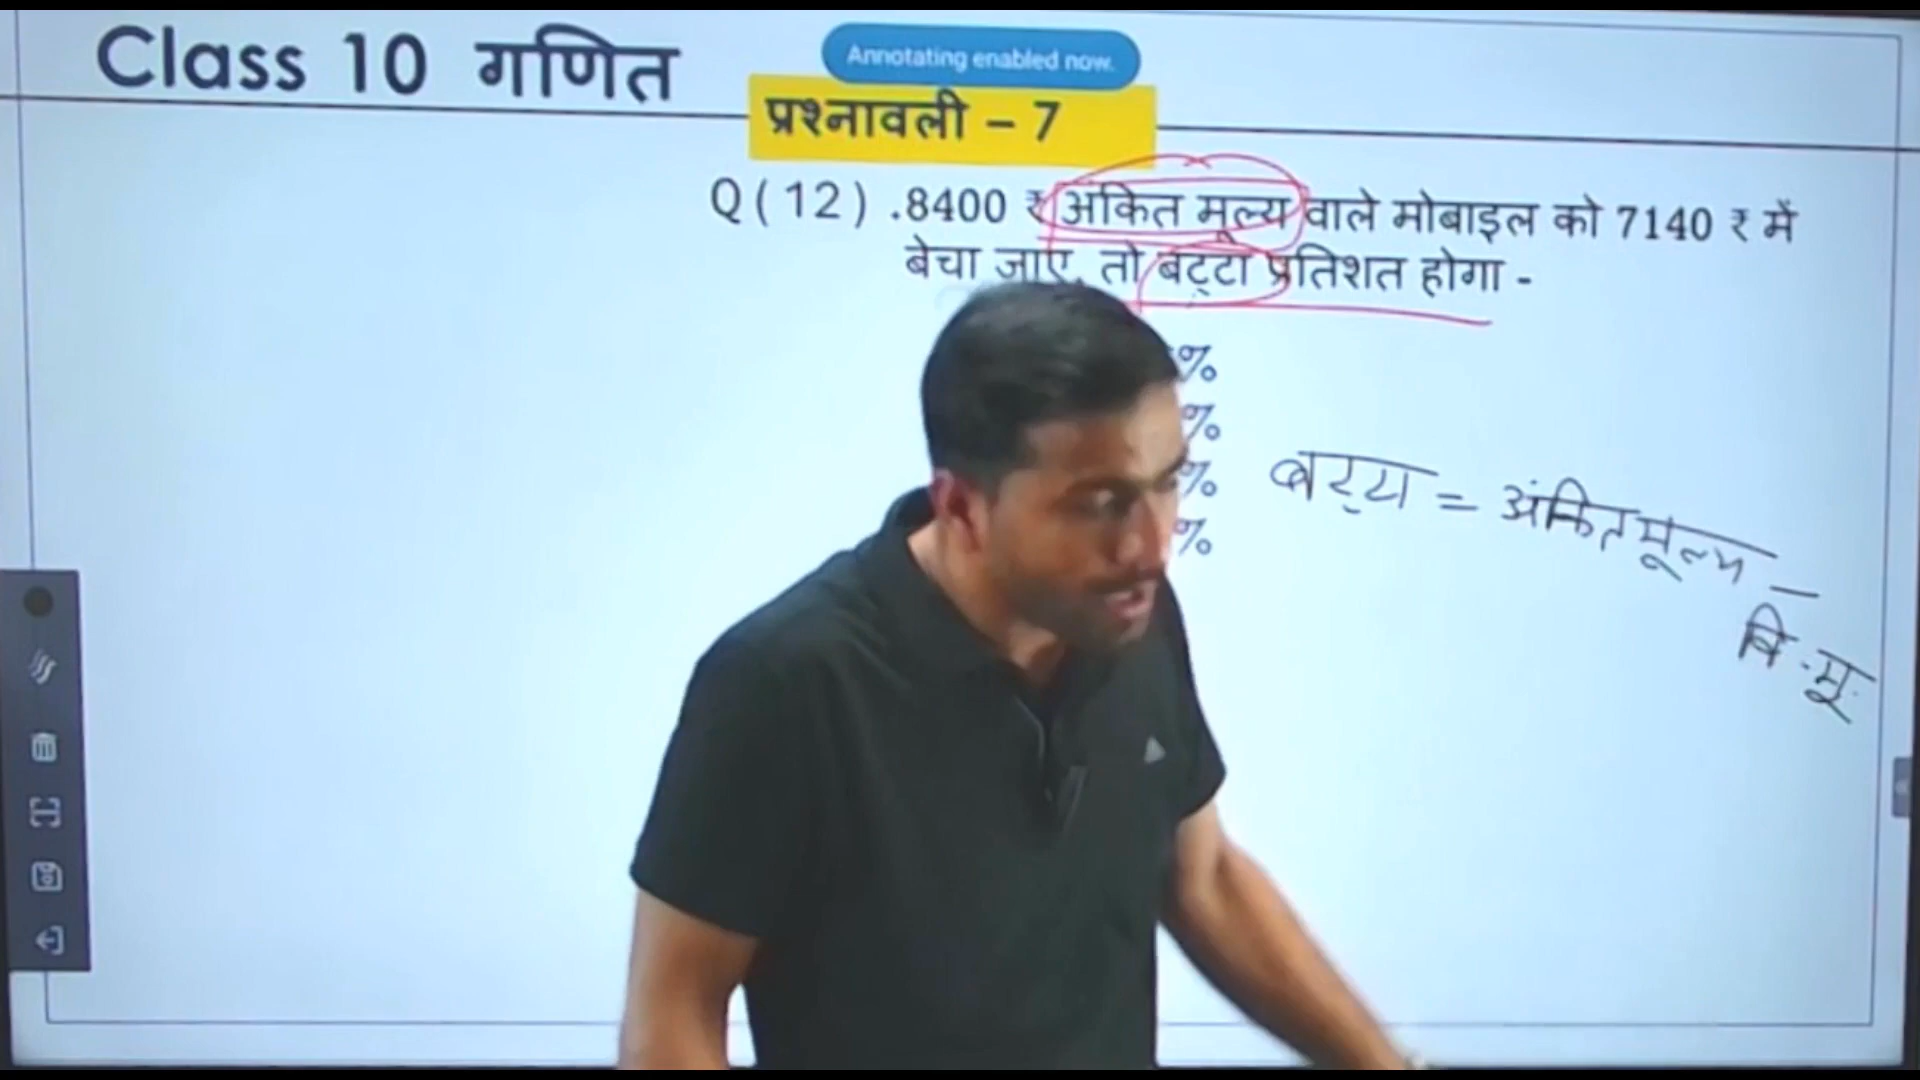 Class 10 गणित
Annotating enabled now.
प्रश्नावली – 7
Q ( 12 ) .8400 ₹ अंकित मूल्य वाले मोबाइल को 7140 ₹ में
बेचा जाए, तो बट्टा प्रतिशत होगा -
%
%
%
%
बट्टा = अंकित मूल्य –
वि. मू.